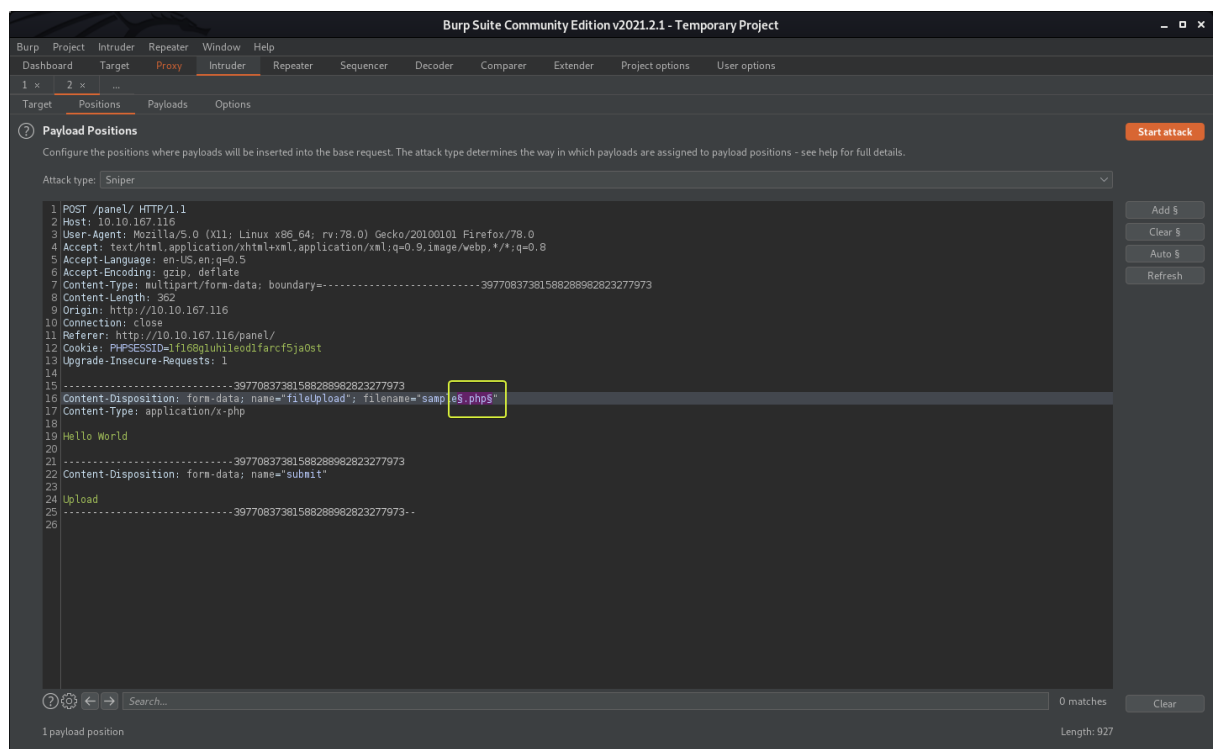 Burp Suite Community Edition v2021.2.1 - Temporary Project
Burp Project Intruder Repeater Window Help
Dashboard Target Proxy Intruder Repeater Sequencer Decoder Comparer Extender Project options User options
1 × 2 × ...
Target Positions Payloads Options
? Payload Positions
Start attack
Configure the positions where payloads will be inserted into the base request. The attack type determines the way in which payloads are assigned to payload positions - see help for full details.
Attack type: Sniper
1 POST /panel/ HTTP/1.1
2 Host: 10.10.167.116
3 User-Agent: Mozilla/5.0 (X11; Linux x86_64; rv:78.0) Gecko/20100101 Firefox/78.0
4 Accept: text/html,application/xhtml+xml,application/xml;q=0.9,image/webp,*/*;q=0.8
5 Accept-Language: en-US,en;q=0.5
6 Accept-Encoding: gzip, deflate
7 Content-Type: multipart/form-data; boundary=---------------------------39770837381588288982823277973
8 Content-Length: 362
9 Origin: http://10.10.167.116
10 Connection: close
11 Referer: http://10.10.167.116/panel/
12 Cookie: PHPSESSID=1f168g1uhi1eod1farcf5ja0st
13 Upgrade-Insecure-Requests: 1
14
15 -----------------------------39770837381588288982823277973
16 Content-Disposition: form-data; name="fileUpload"; filename="sample§.php§"
17 Content-Type: application/x-php
18
19 Hello World
20
21 -----------------------------39770837381588288982823277973
22 Content-Disposition: form-data; name="submit"
23
24 Upload
25 -----------------------------39770837381588288982823277973--
26
Add §
Clear §
Auto §
Refresh
? Search... 0 matches Clear
1 payload position Length: 927